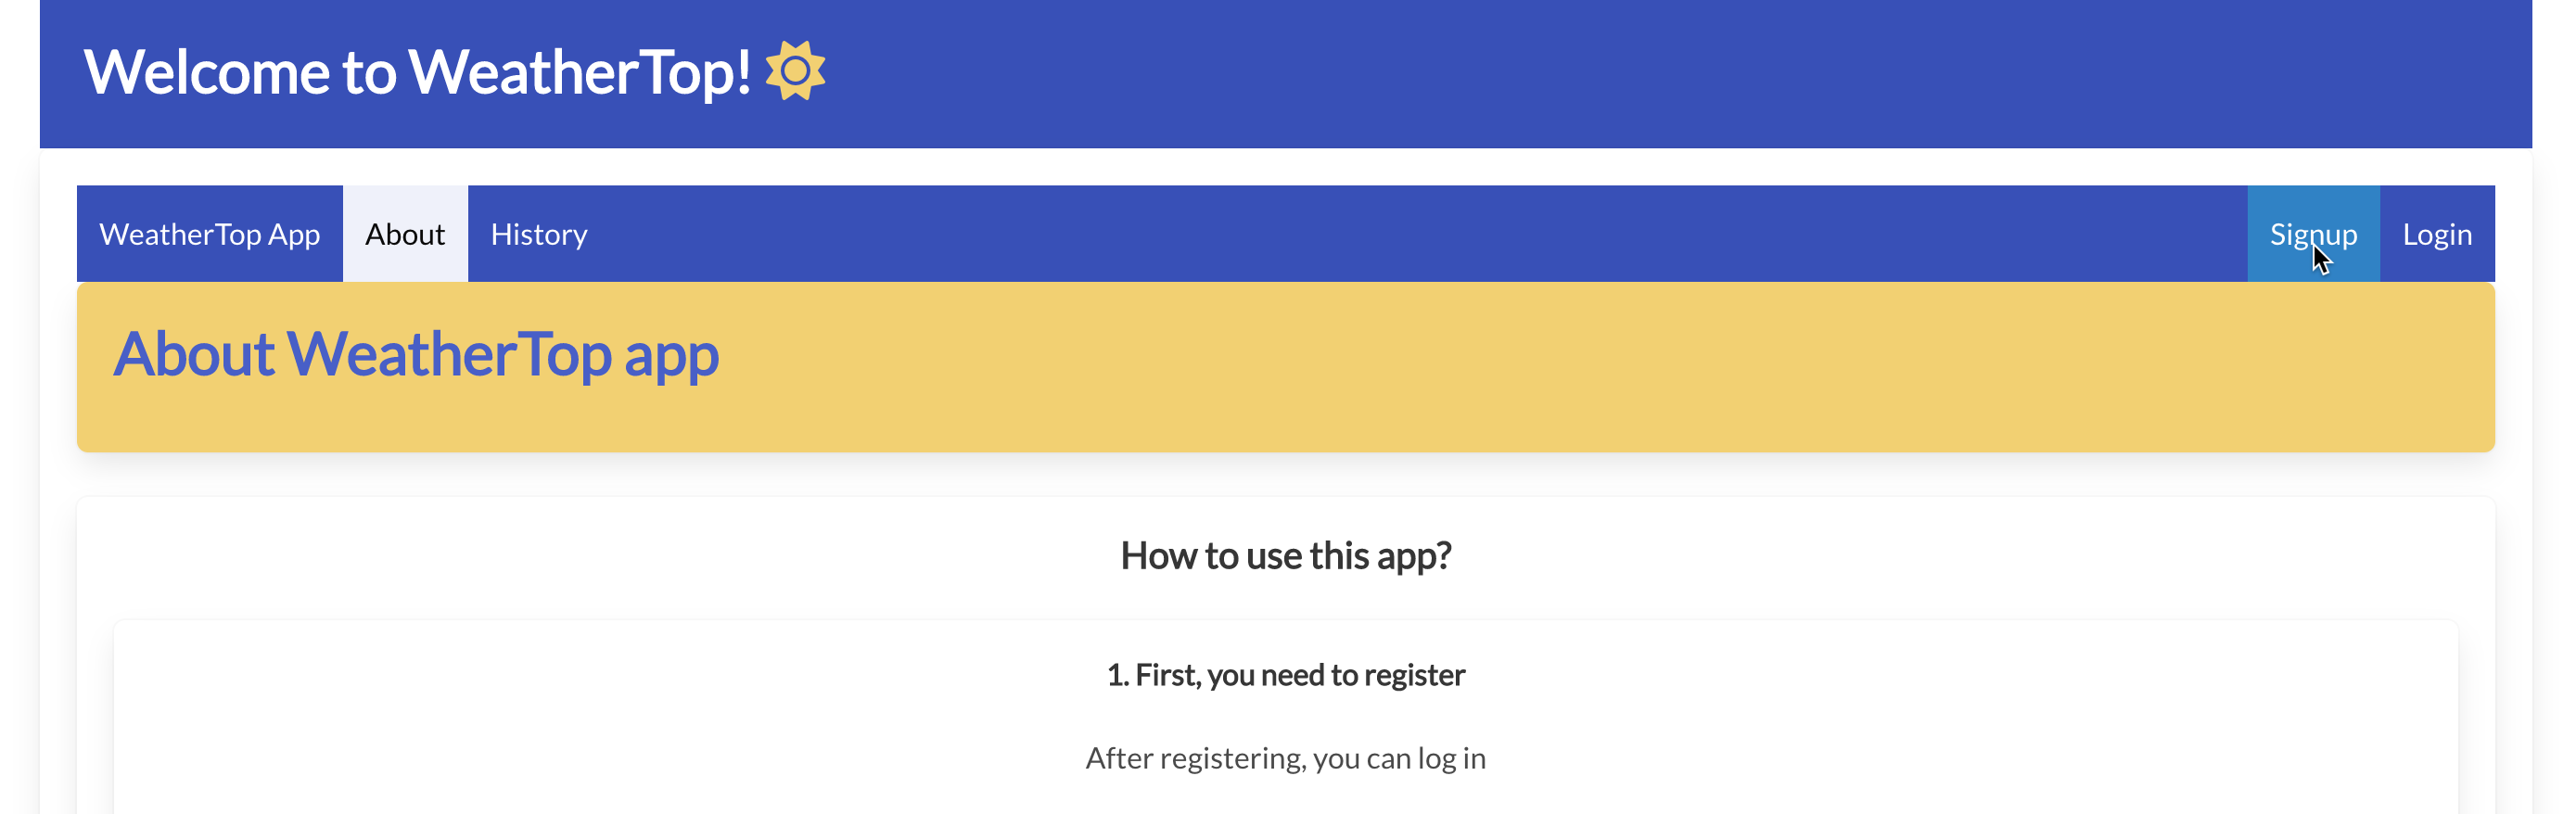 Welcome to WeatherTop!
WeatherTop App About History Signup Login
About WeatherTop app
How to use this app?
1. First, you need to register
After registering, you can log in